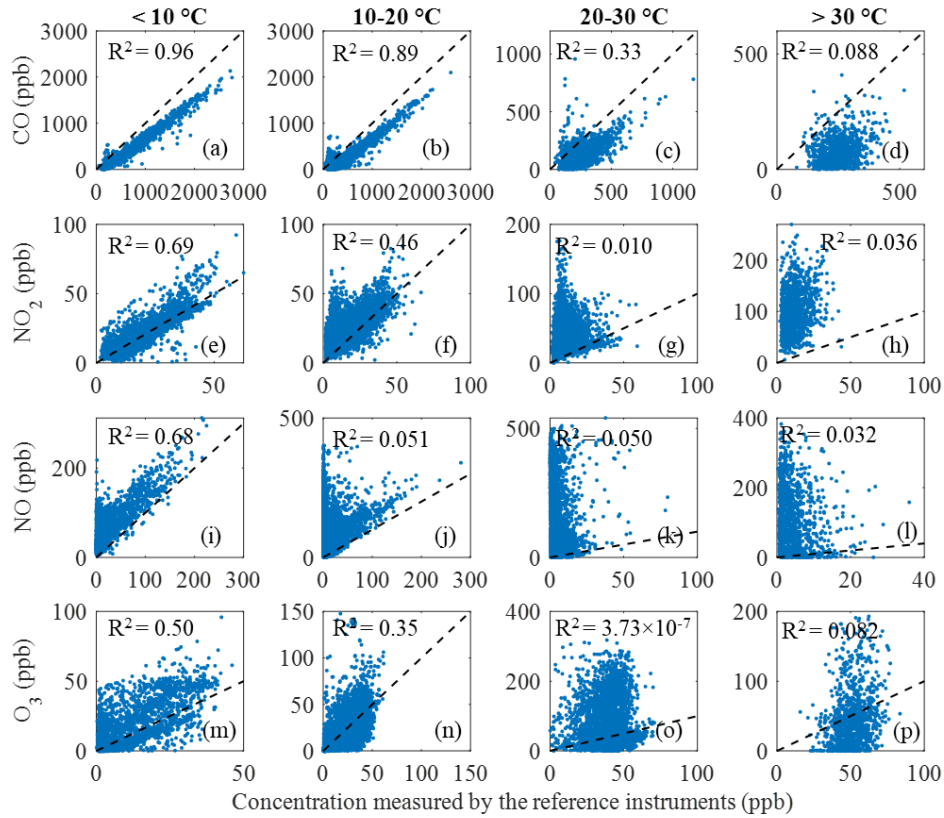 < 10 °C 10-20 °C 20-30 °C > 30 °C
CO (ppb)
3000 2000 1000 0
R² = 0.96
(a)
0 1000 2000 3000
3000 2000 1000 0
R² = 0.89
(b)
0 1000 2000 3000
1000 500 0
R² = 0.33
(c)
0 500 1000
600 400 200 0
R² = 0.088
(d)
0 500
NO₂ (ppb)
100 50 0
R² = 0.69
(e)
0 50
100 50 0
R² = 0.46
(f)
0 50 100
200 100 0
R² = 0.010
(g)
0 50 100
200 100 0
R² = 0.036
(h)
0 50 100
NO (ppb)
200 0
R² = 0.68
(i)
0 100 200 300
500 0
R² = 0.051
(j)
0 100 200 300
500 0
R² = 0.050
(k)
0 50 100
400 300 200 100 0
R² = 0.032
(l)
0 20 40
O₃ (ppb)
100 50 0
R² = 0.50
(m)
0 50
150 100 50 0
R² = 0.35
(n)
0 50 100 150
400 200 0
R² = 3.73×10⁻⁷
(o)
0 50 100
200 150 100 50 0
R² = 0.082
(p)
0 50 100
Concentration measured by the reference instruments (ppb)